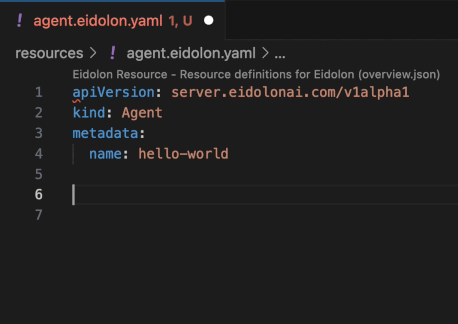 ! agent.eidolon.yaml 1, U ●
resources > ! agent.eidolon.yaml > ...
Eidolon Resource - Resource definitions for Eidolon (overview.json)
1 apiVersion: server.eidolonai.com/v1alpha1
2 kind: Agent
3 metadata:
4   name: hello-world
5
6
7